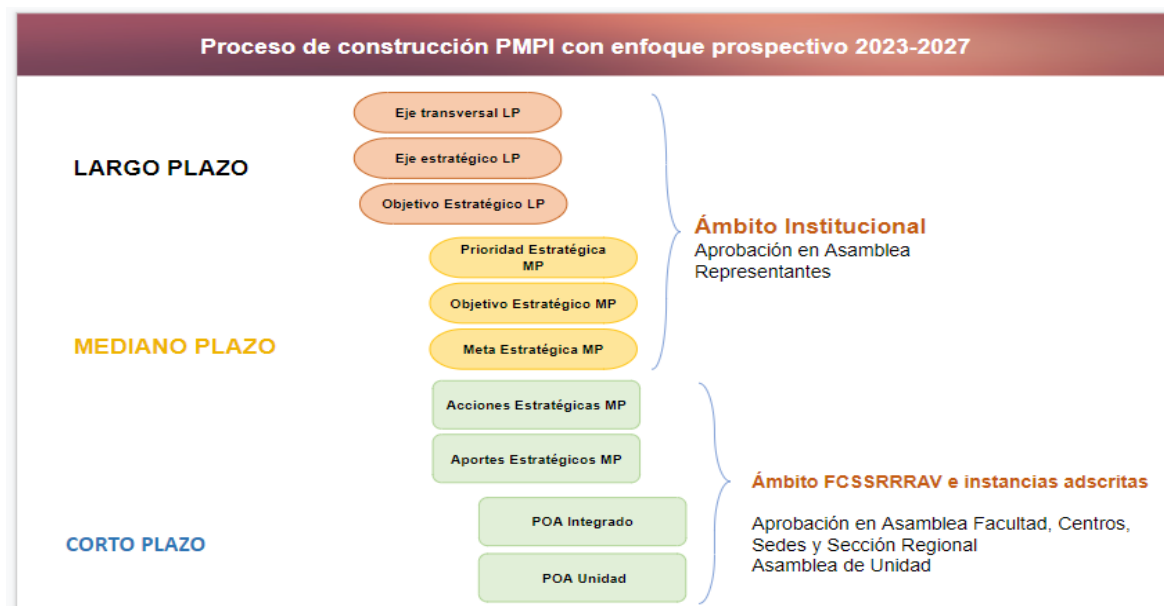 Proceso de construcción PMPI con enfoque prospectivo 2023-2027
LARGO PLAZO
Eje transversal LP
Eje estratégico LP
Objetivo Estratégico LP
Prioridad Estratégica
MP
Objetivo Estratégico MP
MEDIANO PLAZO
Meta Estratégica MP
Ámbito Institucional
Aprobación en Asamblea
Representantes
Acciones Estratégicas MP
Aportes Estratégicos MP
CORTO PLAZO
POA Integrado
POA Unidad
Ámbito FCSSRRRAV e instancias adscritas
Aprobación en Asamblea Facultad, Centros,
Sedes y Sección Regional
Asamblea de Unidad